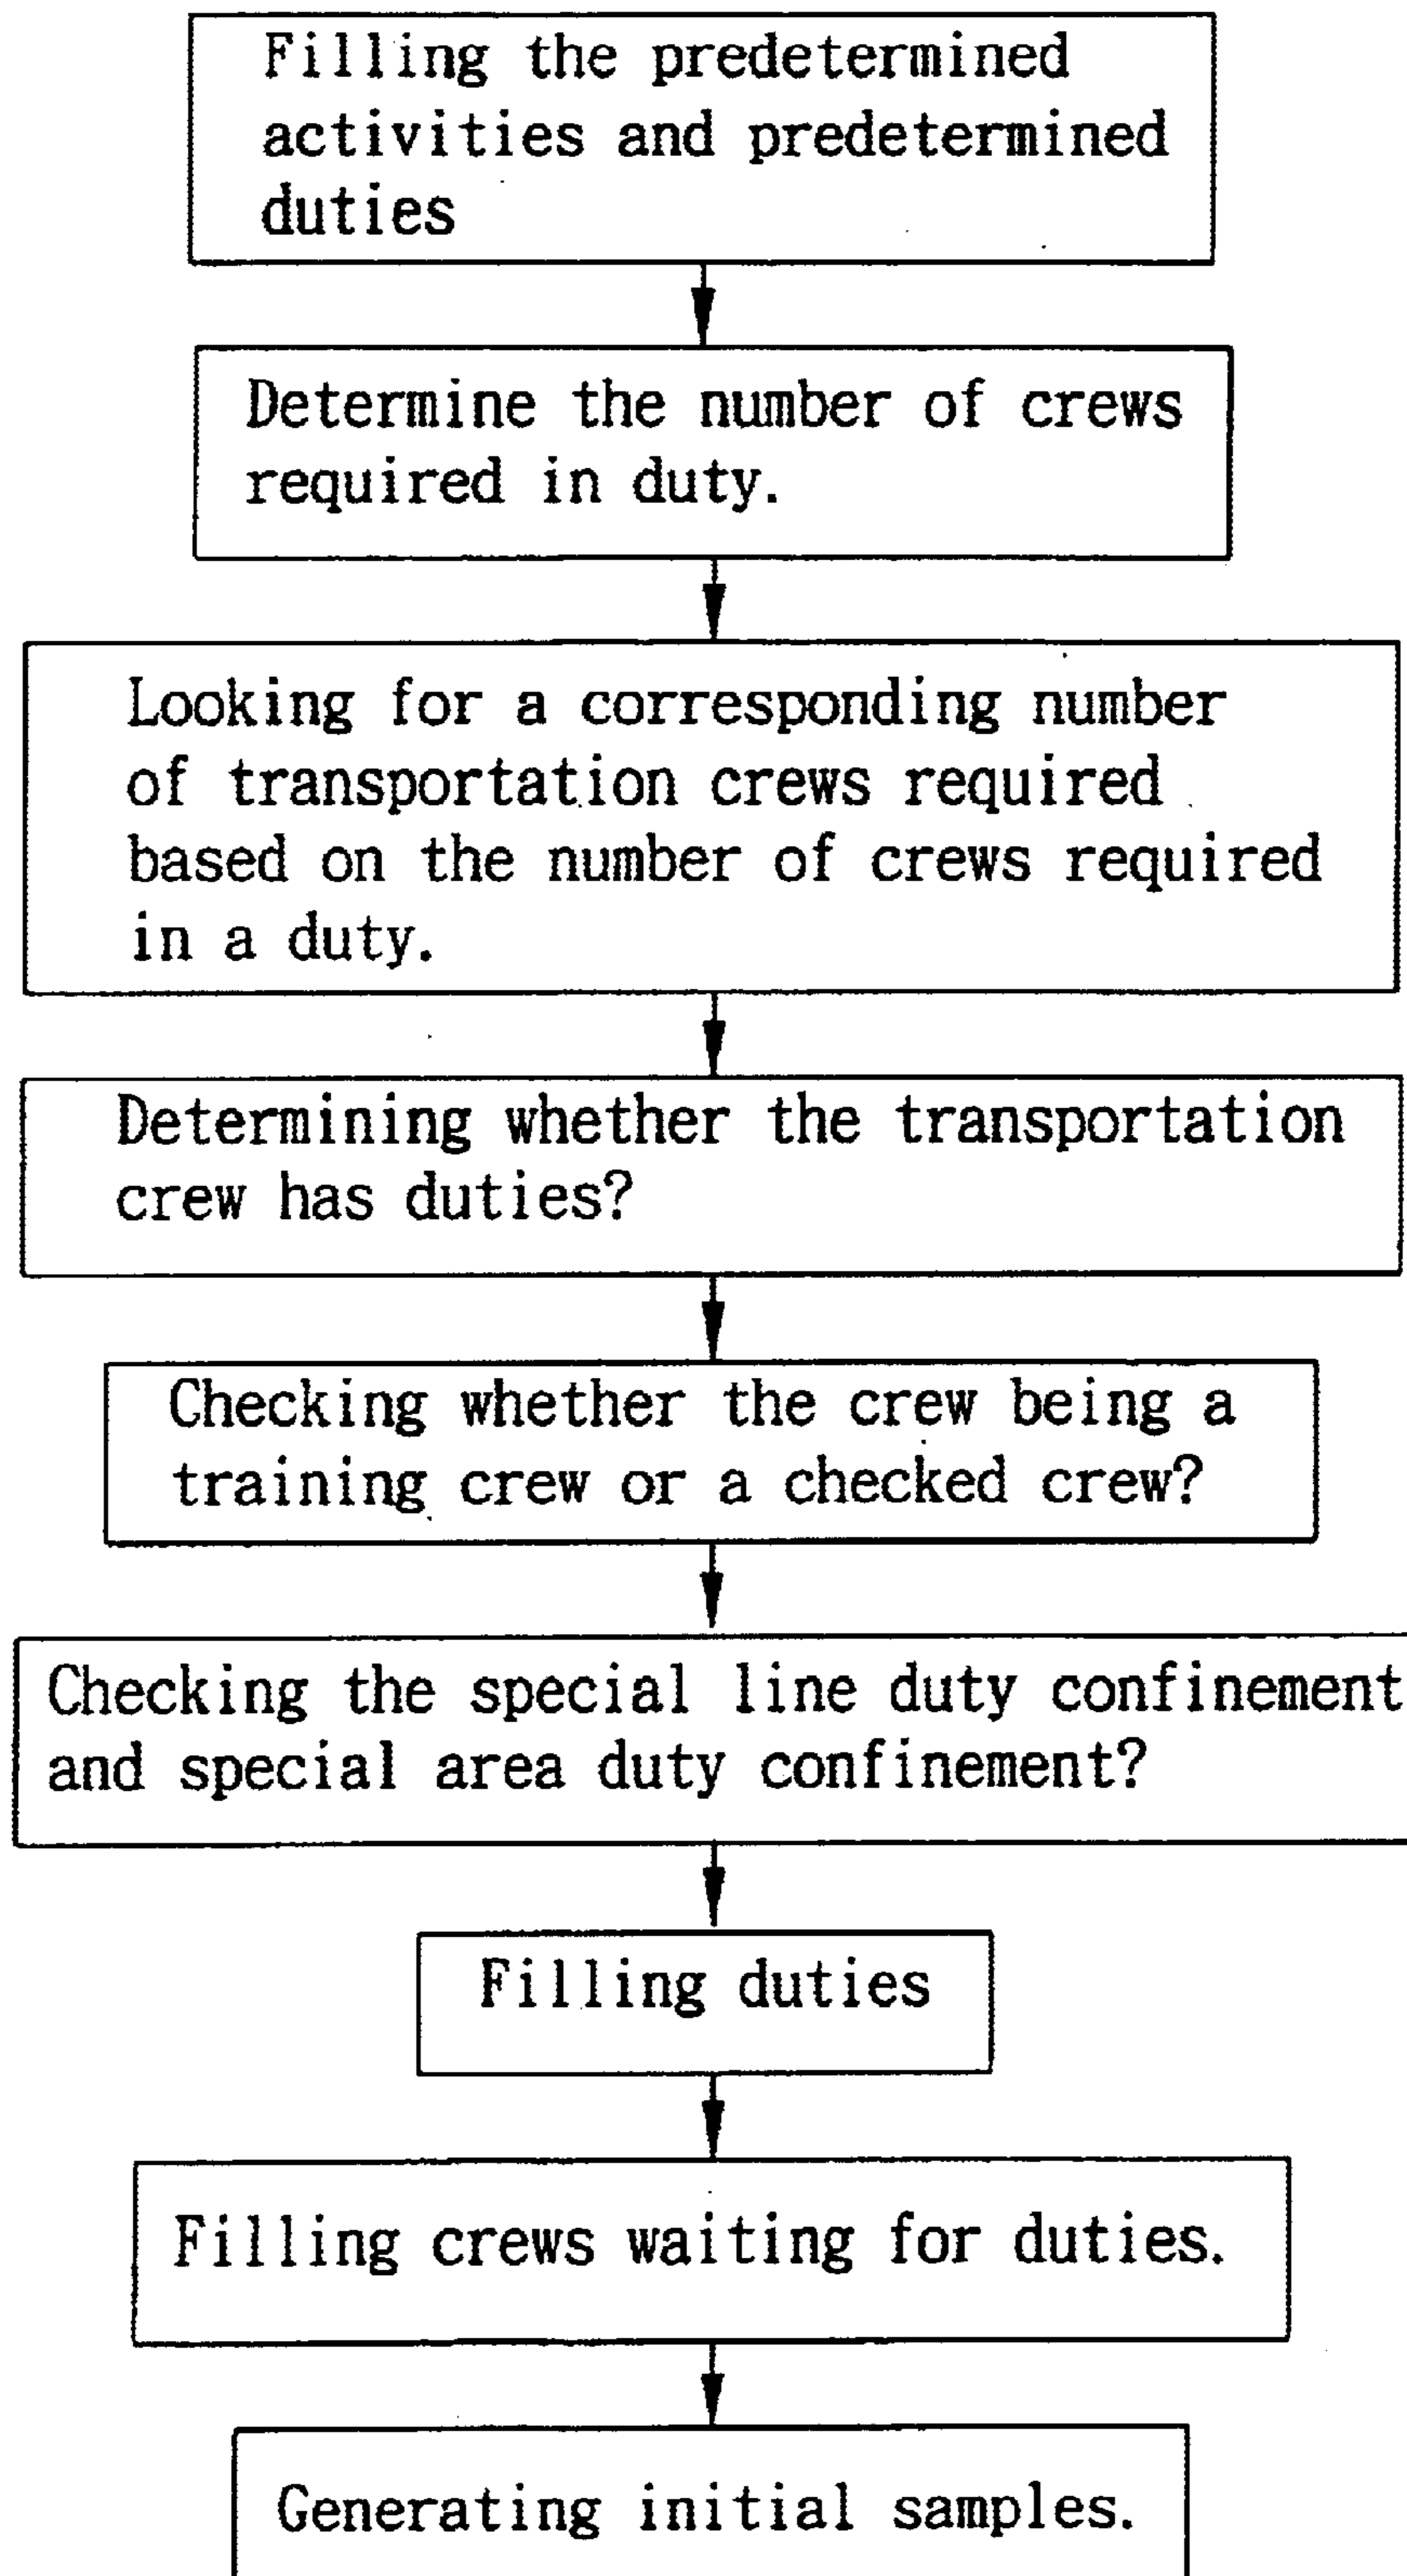 Filling the predetermined
activities and predetermined
duties
Determine the number of crews
required in duty.
Looking for a corresponding number
of transportation crews required
based on the number of crews required
in a duty.
Determining whether the transportation
crew has duties?
Checking whether the crew being a
training crew or a checked crew?
Checking the special line duty confinement
and special area duty confinement?
Filling duties
Filling crews waiting for duties.
Generating initial samples.